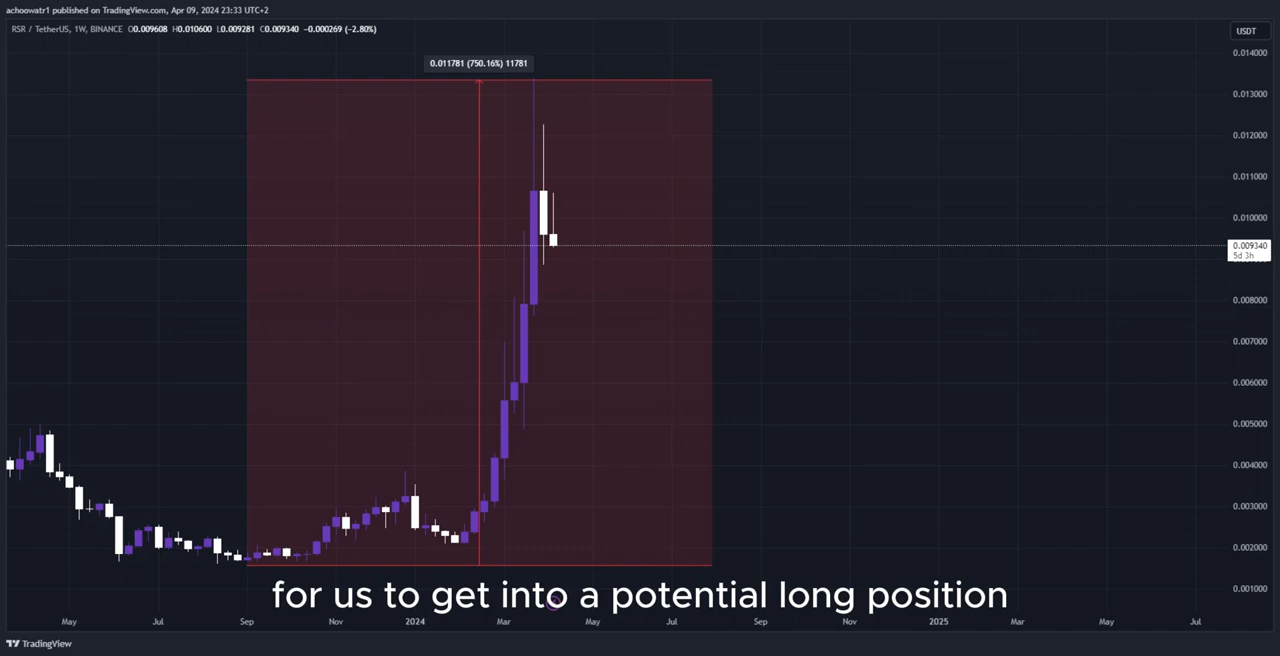 achoowatr1 published on TradingView.com, Apr 09, 2024 23:33 UTC+2
RSR / TetherUS, 1W, BINANCE O0.009608 H0.010600 L0.009281 C0.009340 −0.000269 (−2.80%)
USDT
0.014000
0.011781 (750.16%) 11781
0.013000
0.012000
0.011000
0.010000
0.009340
5d 3h
0.008000
0.007000
0.006000
0.005000
0.004000
0.003000
0.002000
0.001000
for us to get into a potential long position
May Jul Sep Nov 2024 Mar May Jul Sep Nov 2025 Mar May Jul
TradingView